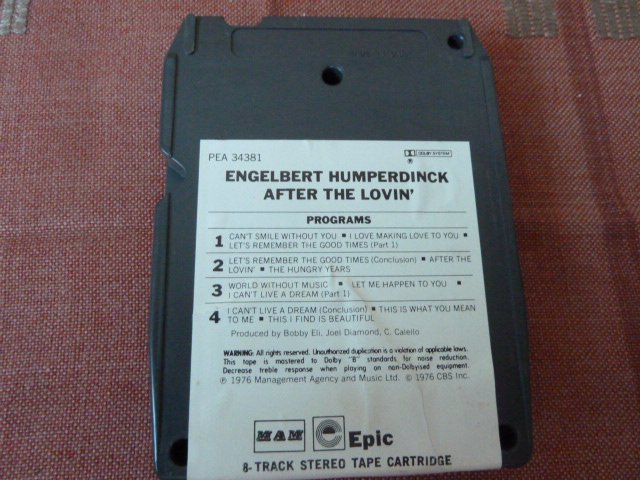 PEA 34381
DOLBY SYSTEM
ENGELBERT HUMPERDINCK
AFTER THE LOVIN'
PROGRAMS
1 CAN'T SMILE WITHOUT YOU ■ I LOVE MAKING LOVE TO YOU ■
LET'S REMEMBER THE GOOD TIMES (Part 1)
2 LET'S REMEMBER THE GOOD TIMES (Conclusion) ■ AFTER THE
LOVIN' ■ THE HUNGRY YEARS
3 WORLD WITHOUT MUSIC ■ LET ME HAPPEN TO YOU ■
I CAN'T LIVE A DREAM (Part 1)
4 I CAN'T LIVE A DREAM (Conclusion) ■ THIS IS WHAT YOU MEAN
TO ME ■ THIS I FIND IS BEAUTIFUL
Produced by Bobby Eli, Joel Diamond, C. Calello
WARNING: All rights reserved. Unauthorized duplication is a violation of applicable laws.
This tape is mastered to Dolby "B" standards for noise reduction.
Decrease treble response when playing on non-Dolbyised equipment.
℗ 1976 Management Agency and Music Ltd. © 1976 CBS Inc.
MAM Epic
8-TRACK STEREO TAPE CARTRIDGE